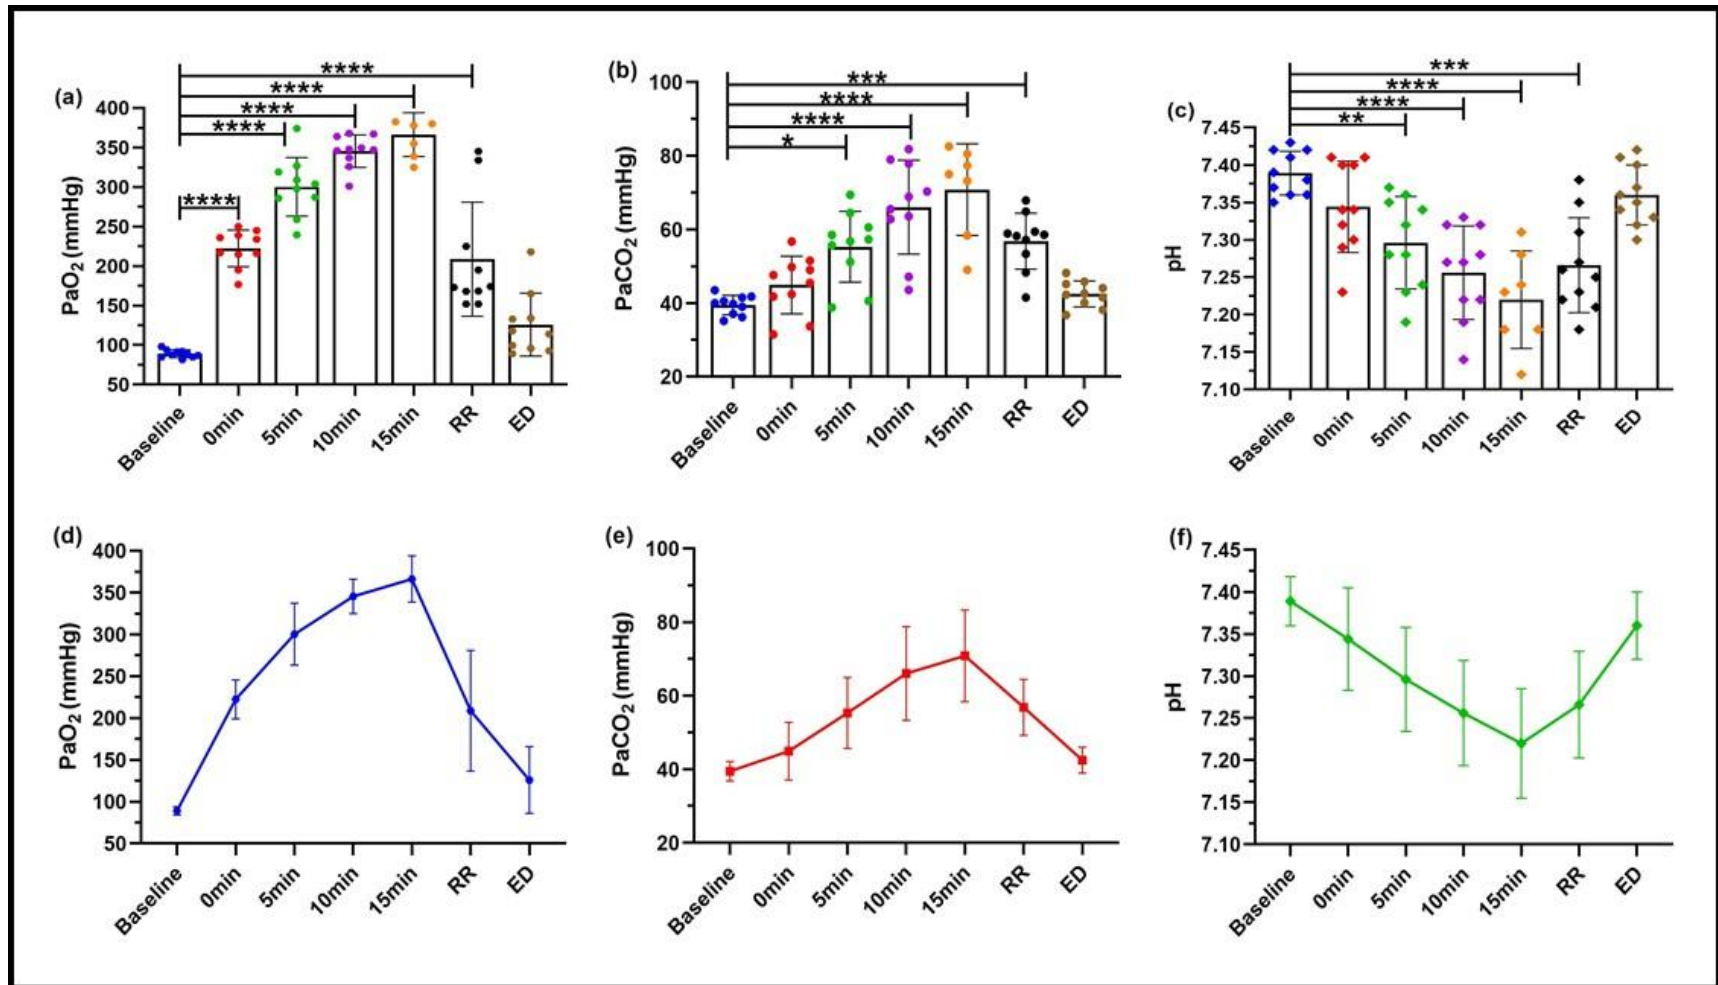 (a)
PaO2 (mmHg)
400
350
300
250
200
150
100
50
****
****
****
****
****
Baseline
0min
5min
10min
15min
RR
ED
(b)
PaCO2 (mmHg)
100
80
60
40
20
***
****
****
*
Baseline
0min
5min
10min
15min
RR
ED
(c)
pH
7.45
7.40
7.35
7.30
7.25
7.20
7.15
7.10
***
****
****
**
Baseline
0min
5min
10min
15min
RR
ED
(d)
PaO2 (mmHg)
400
350
300
250
200
150
100
50
Baseline
0min
5min
10min
15min
RR
ED
(e)
PaCO2 (mmHg)
100
80
60
40
20
Baseline
0min
5min
10min
15min
RR
ED
(f)
pH
7.45
7.40
7.35
7.30
7.25
7.20
7.15
7.10
Baseline
0min
5min
10min
15min
RR
ED